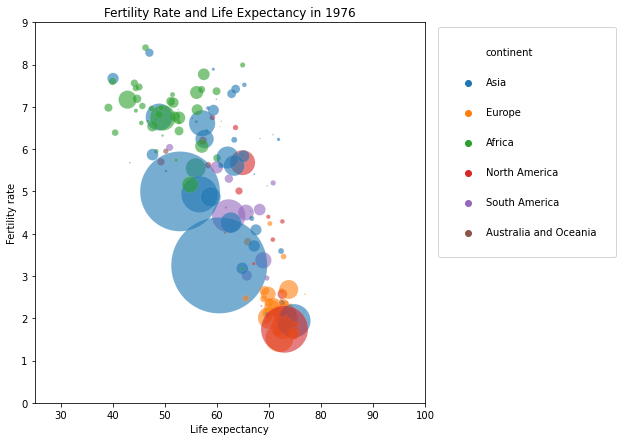 Fertility Rate and Life Expectancy in 1976
9
8
7
6
5
4
3
2
1
0
Fertility rate
30 40 50 60 70 80 90 100
Life expectancy
continent
Asia
Europe
Africa
North America
South America
Australia and Oceania